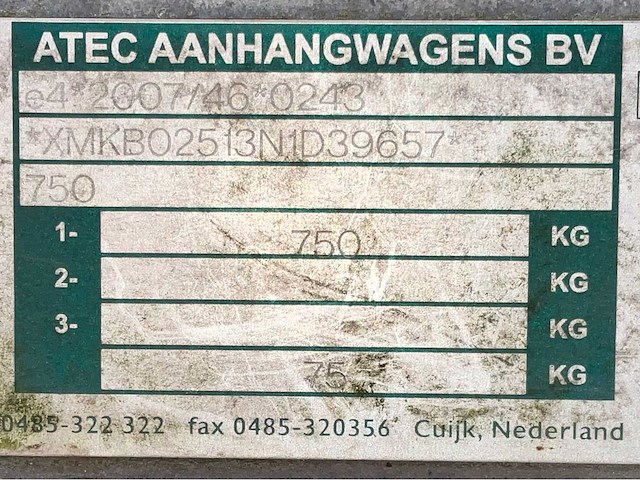 ATEC AANHANGWAGENS BV
e4*2007/46*0243
*XMKB02513N1D39657*
750
1- 750 KG
2- KG
3- KG
75 KG
0485-322 322 fax 0485-320356 Cuijk, Nederland